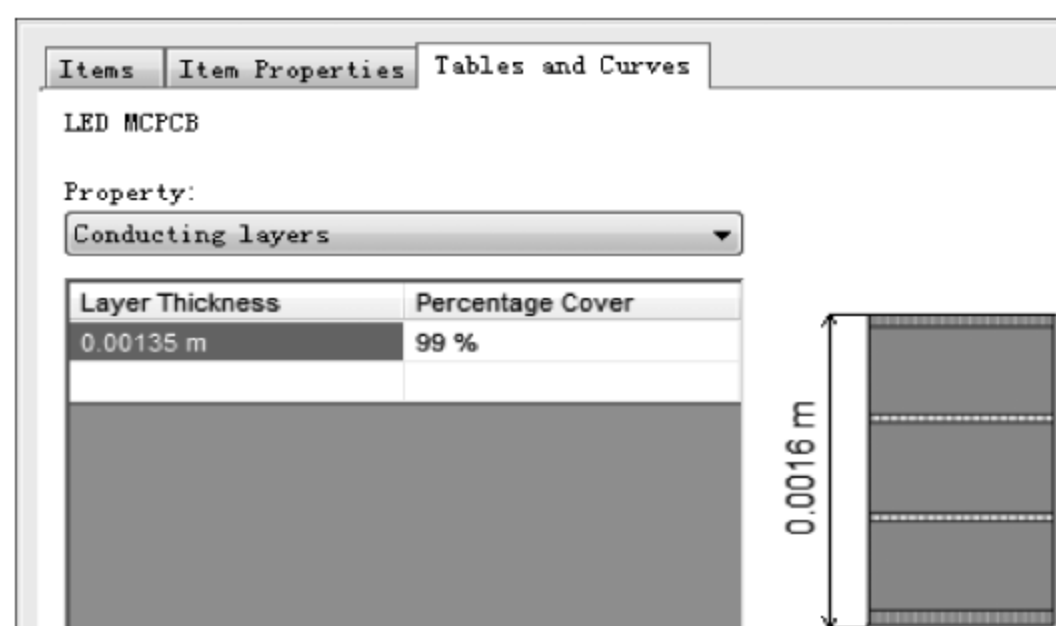 Items Item Properties Tables and Curves
LED MCPCB
Property:
Conducting layers
Layer Thickness Percentage Cover
0.00135 m 99 %
0.0016 m